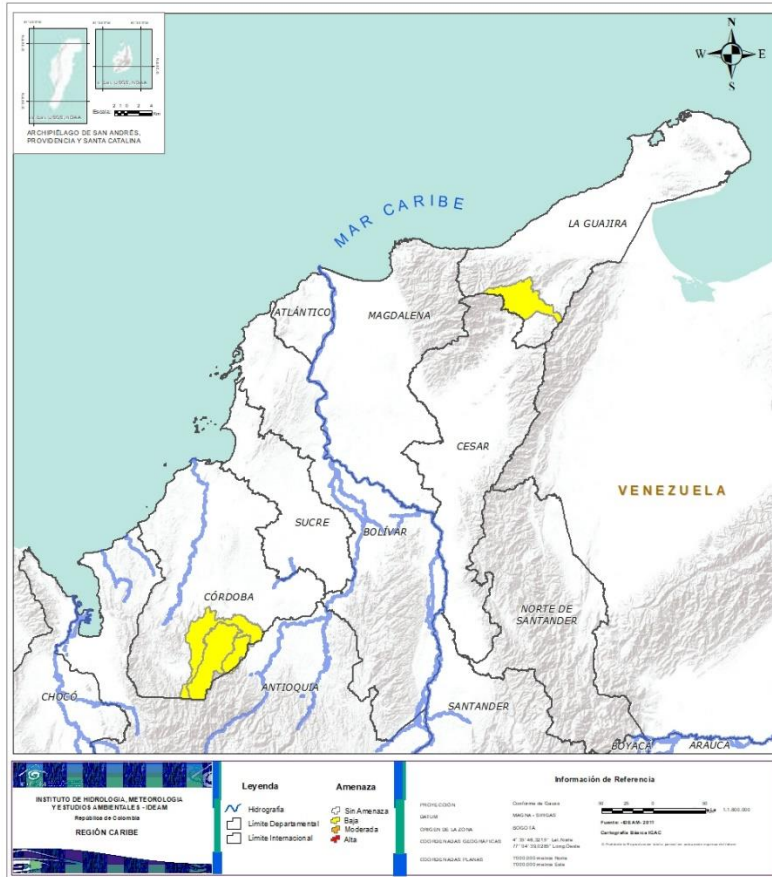 N
W E
S
ARCHIPIÉLAGO DE SAN ANDRÉS,
PROVIDENCIA Y SANTA CATALINA
MAR CARIBE
LA GUAJIRA
ATLÁNTICO
MAGDALENA
CESAR
VENEZUELA
SUCRE
BOLÍVAR
CÓRDOBA
NORTE DE
SANTANDER
ANTIOQUIA
CHOCÓ
SANTANDER
BOYACÁ
ARAUCA
INSTITUTO DE HIDROLOGIA, METEOROLOGIA
Y ESTUDIOS AMBIENTALES - IDEAM
República de Colombia
REGIÓN CARIBE
Leyenda
Hidrografía
Límite Departamental
Límite Internacional
Amenaza
Sin Amenaza
Baja
Moderada
Alta
Información de Referencia
PROYECCIÓN Conforme de Gauss
DATUM MAGNA - SIRGAS
ORIGEN DE LA ZONA BOGOTÁ
COORDENADAS GEOGRÁFICAS
COORDENADAS PLANAS
Fuente: ©IDEAM- 2011
Cartografía Básica IGAC